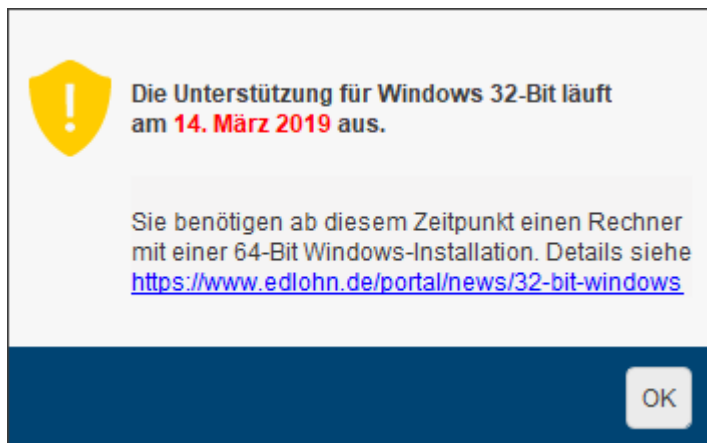 Die Unterstützung für Windows 32-Bit läuft
am 14. März 2019 aus.
Sie benötigen ab diesem Zeitpunkt einen Rechner
mit einer 64-Bit Windows-Installation. Details siehe
https://www.edlohn.de/portal/news/32-bit-windows
OK